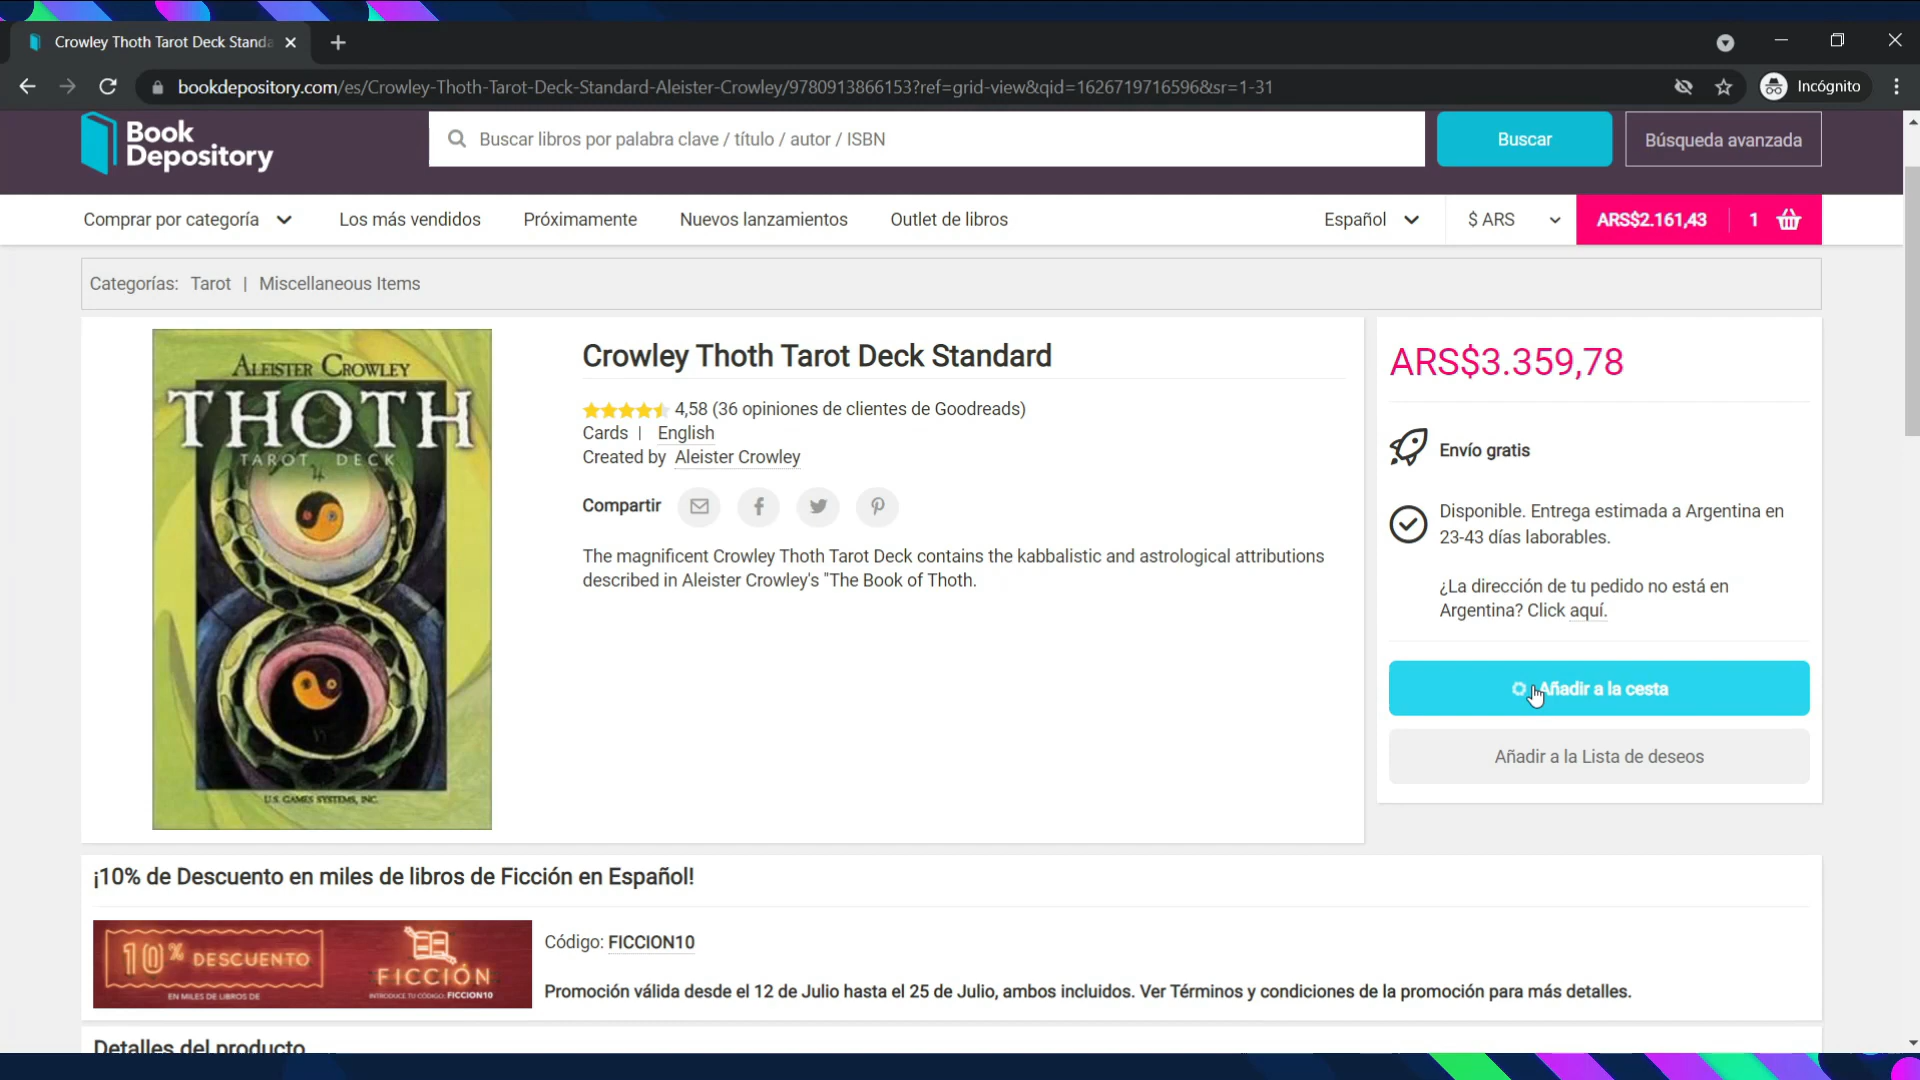 Crowley Thoth Tarot Deck Standa
bookdepository.com/es/Crowley-Thoth-Tarot-Deck-Standard-Aleister-Crowley/9780913866153?ref=grid-view&qid=1626719716596&sr=1-31
Incógnito
Book
Depository
Buscar libros por palabra clave / título / autor / ISBN
Buscar
Búsqueda avanzada
Comprar por categoría
Los más vendidos
Próximamente
Nuevos lanzamientos
Outlet de libros
Español
$ ARS
ARS$2.161,43
1
Categorías: Tarot | Miscellaneous Items
ALEISTER CROWLEY
THOTH
TAROT DECK
U.S. GAMES SYSTEMS, INC.
Crowley Thoth Tarot Deck Standard
4,58 (36 opiniones de clientes de Goodreads)
Cards | English
Created by Aleister Crowley
Compartir
The magnificent Crowley Thoth Tarot Deck contains the kabbalistic and astrological attributions
described in Aleister Crowley's "The Book of Thoth.
ARS$3.359,78
Envío gratis
Disponible. Entrega estimada a Argentina en
23-43 días laborables.
¿La dirección de tu pedido no está en
Argentina? Click aquí.
Añadir a la cesta
Añadir a la Lista de deseos
¡10% de Descuento en miles de libros de Ficción en Español!
10% DESCUENTO
EN MILES DE LIBROS DE
FICCIÓN
INTRODUCE TU CÓDIGO: FICCION10
Código: FICCION10
Promoción válida desde el 12 de Julio hasta el 25 de Julio, ambos incluidos. Ver Términos y condiciones de la promoción para más detalles.
Detalles del producto